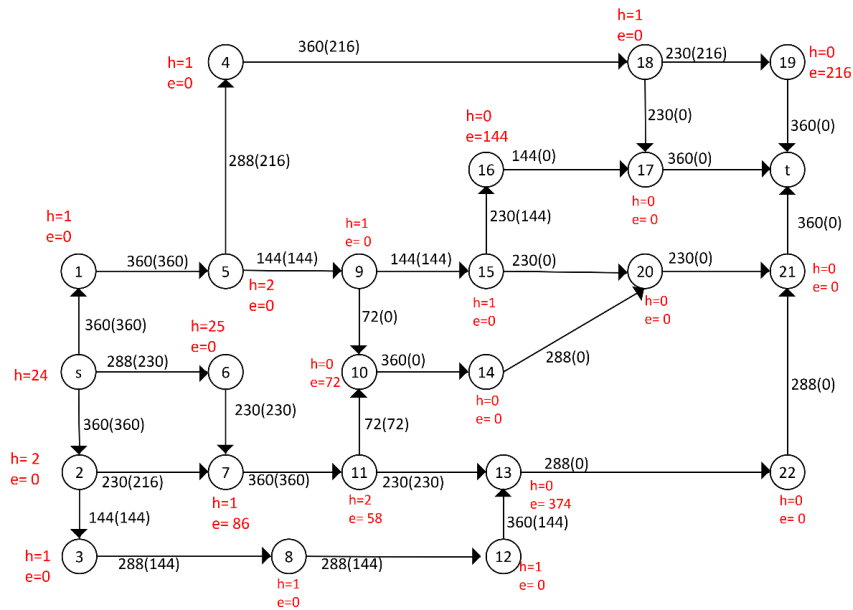 h=1
e=0
4
360(216)
h=1
e=0
18
230(216)
h=0
19
e=216
h=0
e=144
230(0)
360(0)
288(216)
16
144(0)
17
360(0)
t
h=0
e= 0
h=1
e=0
230(144)
360(0)
h=1
e= 0
1
360(360)
5
144(144)
9
144(144)
15
230(0)
20
230(0)
21
h=0
e= 0
h=2
e=0
h=1
e=0
h=0
e= 0
360(360)
h=25
e=0
72(0)
h=24
s
288(230)
6
h=0
e=72
10
360(0)
14
288(0)
h=0
e= 0
360(360)
230(230)
72(72)
288(0)
h= 2
e= 0
2
230(216)
7
360(360)
11
230(230)
13
288(0)
22
h=1
e= 86
h=2
e= 58
h=0
e= 374
h=0
e= 0
144(144)
360(144)
h=1
e=0
3
288(144)
8
288(144)
12
h=1
e=0
h=1
e= 0